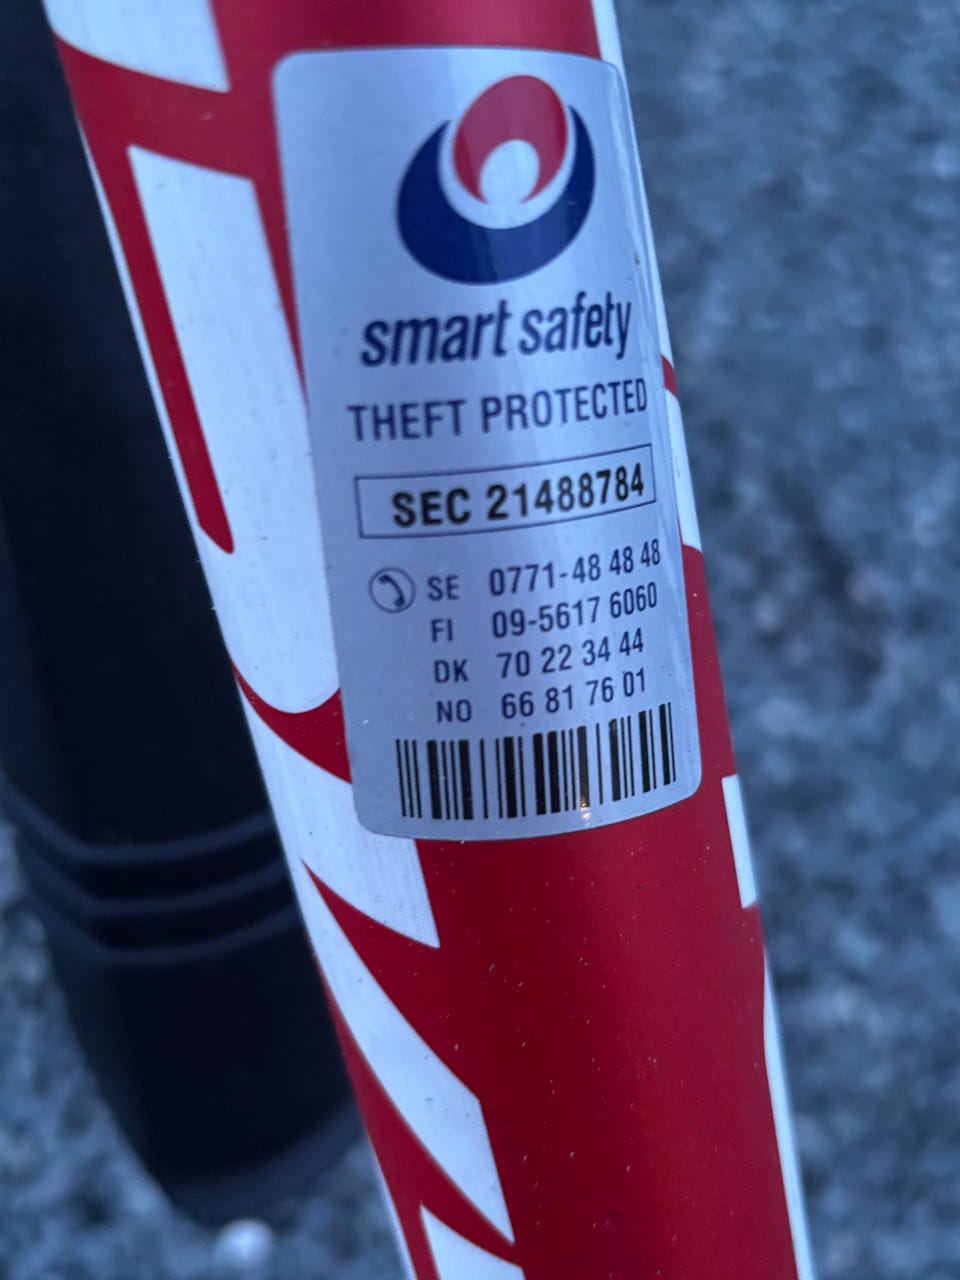 smart safety
THEFT PROTECTED
SEC 21488784
SE 0771-48 48 48
FI 09-5617 6060
DK 70 22 34 44
NO 66 81 76 01